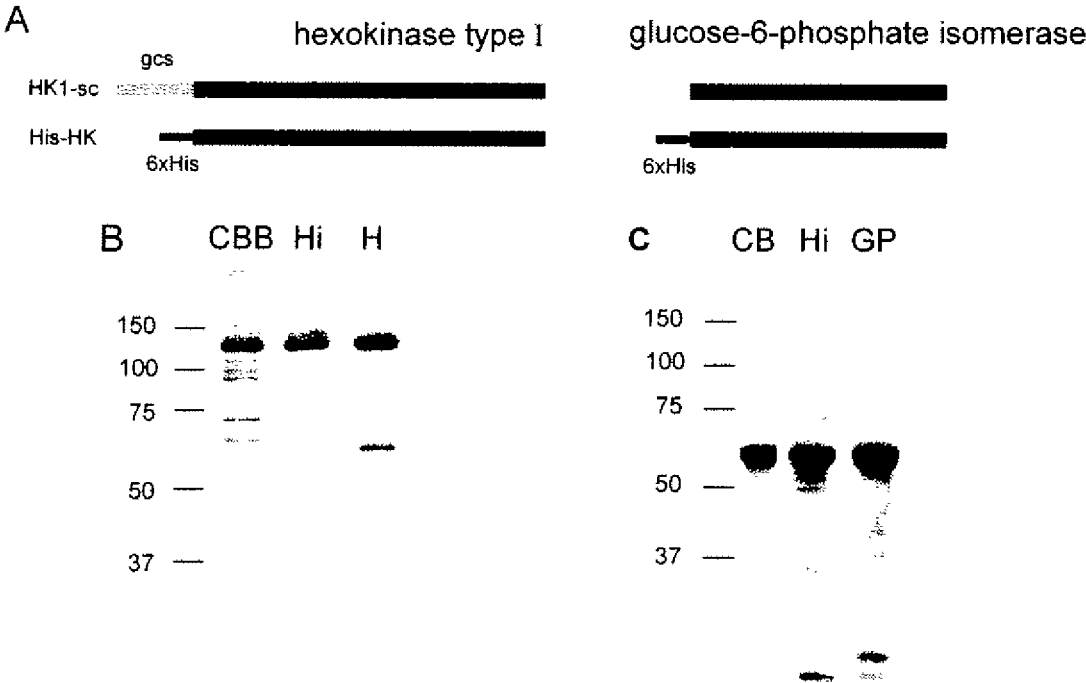 A
hexokinase type I
glucose-6-phosphate isomerase
gcs
HK1-sc
His-HK
6xHis
6xHis
B
CBB Hi H
150
100
75
50
37
C
CB Hi GP
150
100
75
50
37